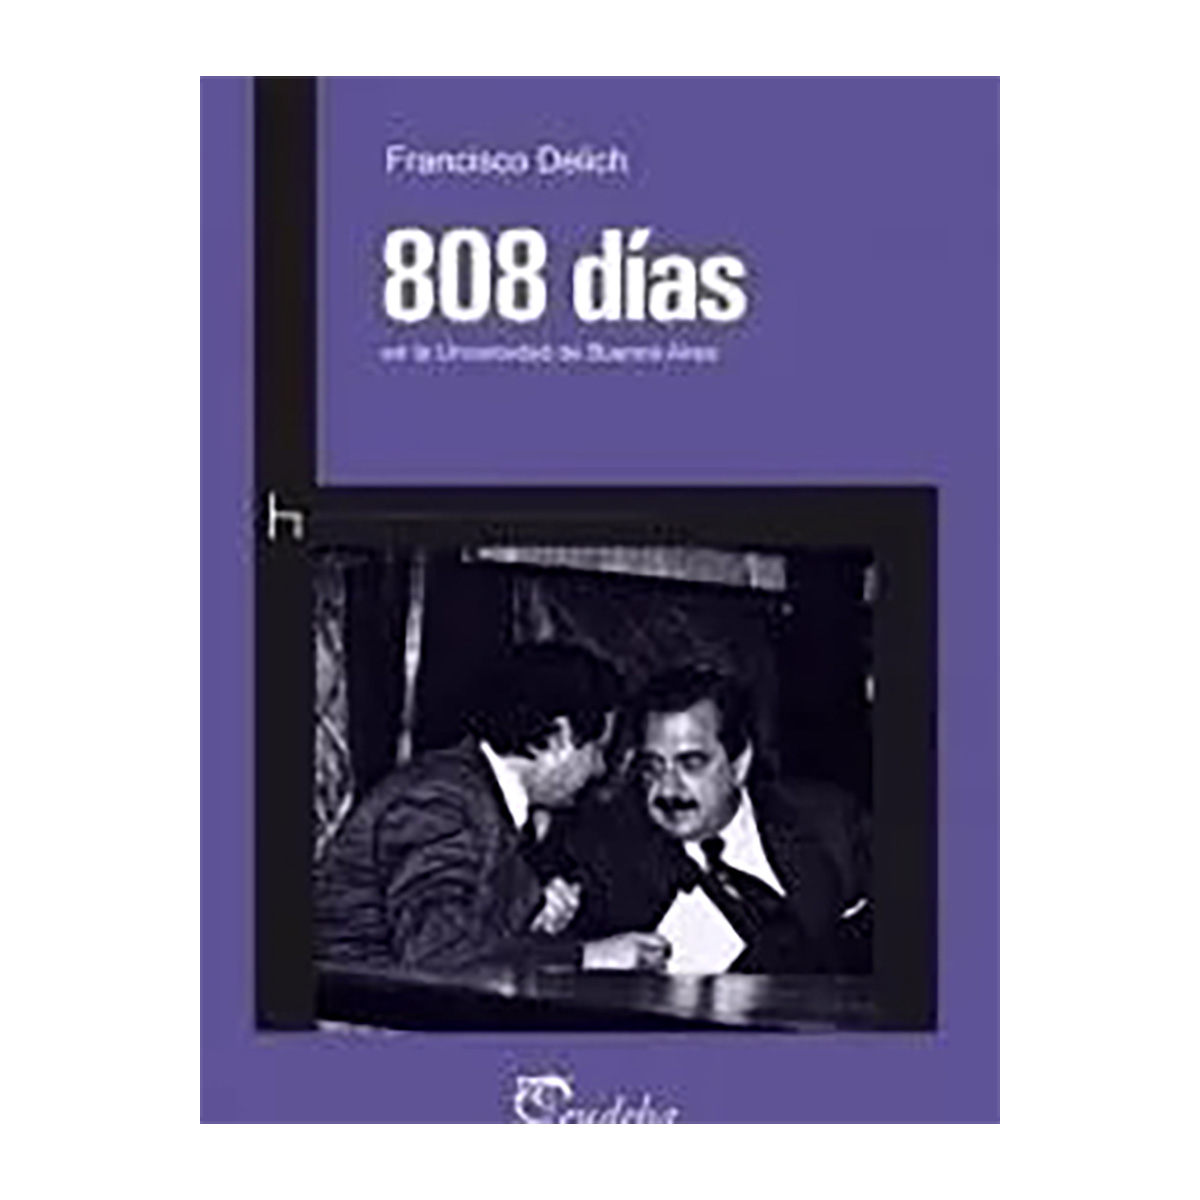 Francisco Delich
808 días
en la Universidad de Buenos Aires
h
Eudeba